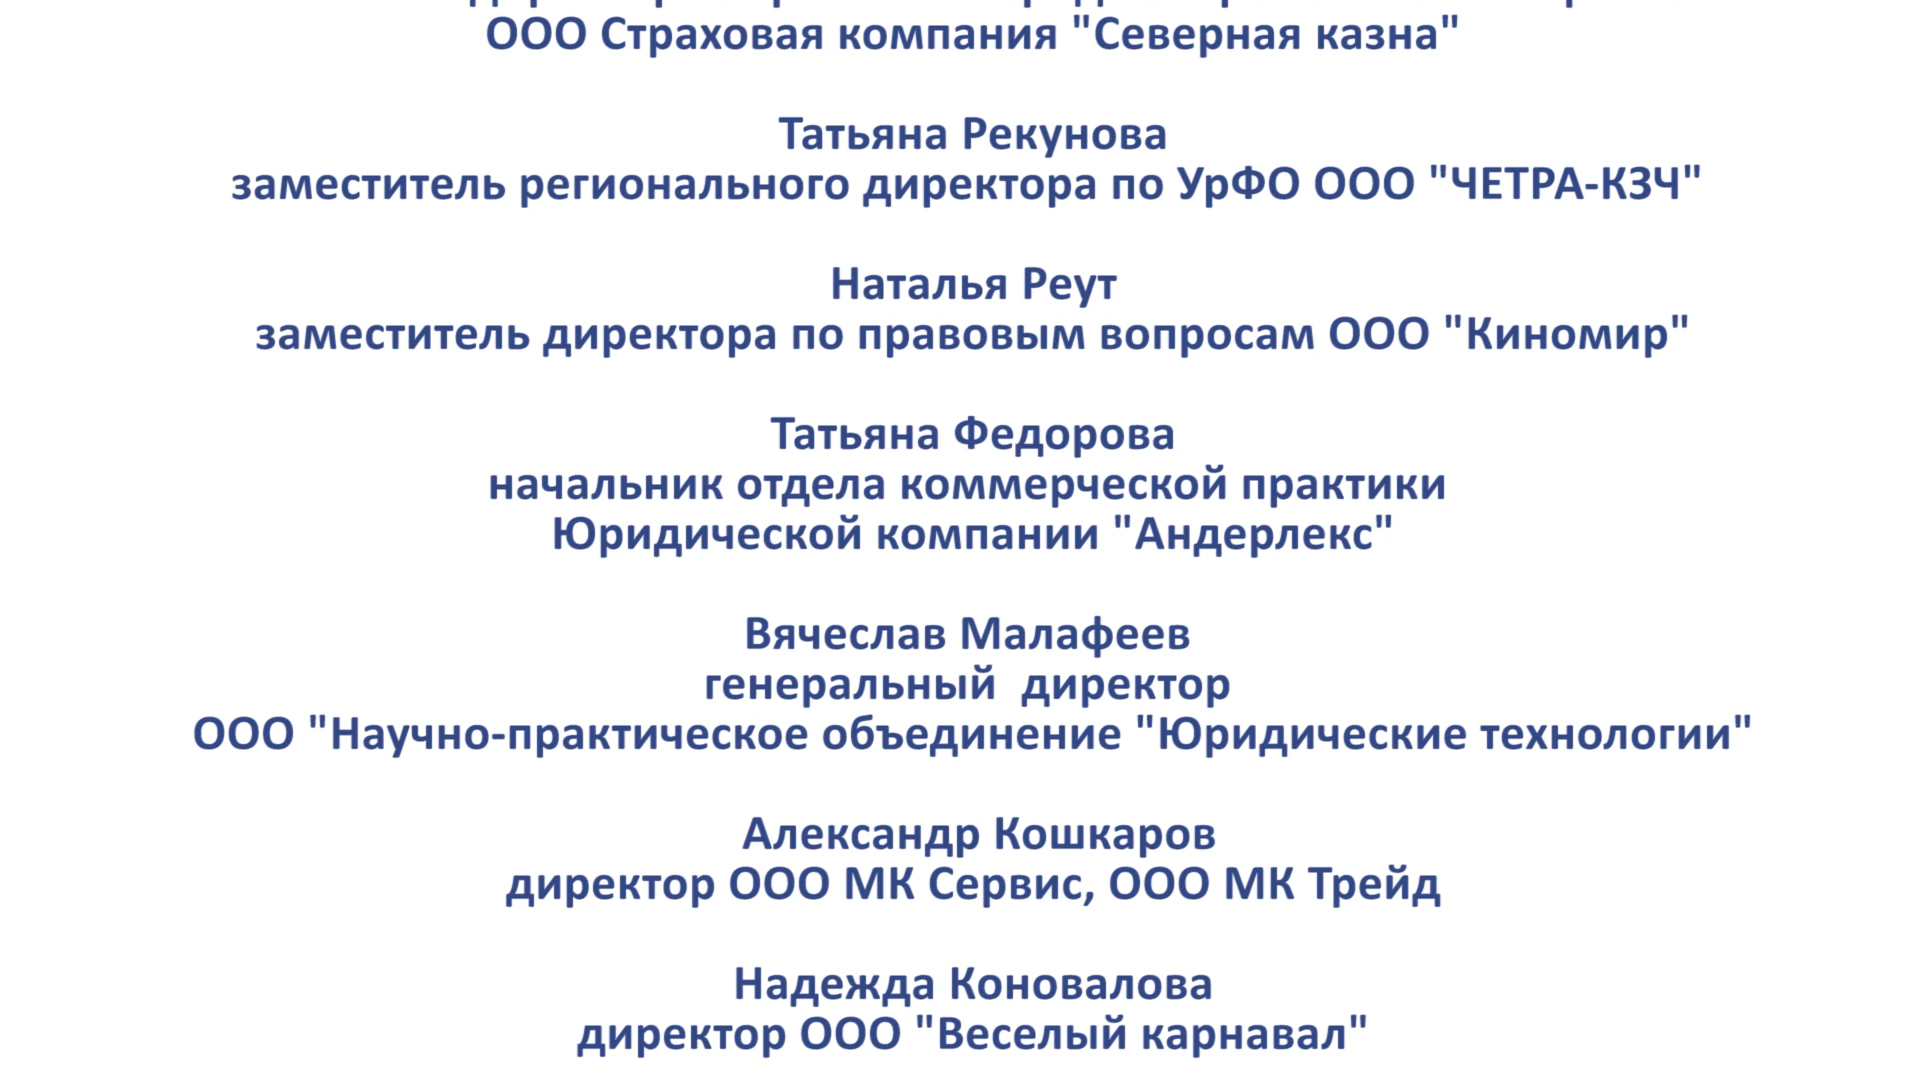 ООО Страховая компания "Северная казна"
Татьяна Рекунова
заместитель регионального директора по УрФО ООО "ЧЕТРА-КЗЧ"
Наталья Реут
заместитель директора по правовым вопросам ООО "Киномир"
Татьяна Федорова
начальник отдела коммерческой практики
Юридической компании "Андерлекс"
Вячеслав Малафеев
генеральный  директор
ООО "Научно-практическое объединение "Юридические технологии"
Александр Кошкаров
директор ООО МК Сервис, ООО МК Трейд
Надежда Коновалова
директор ООО "Веселый карнавал"